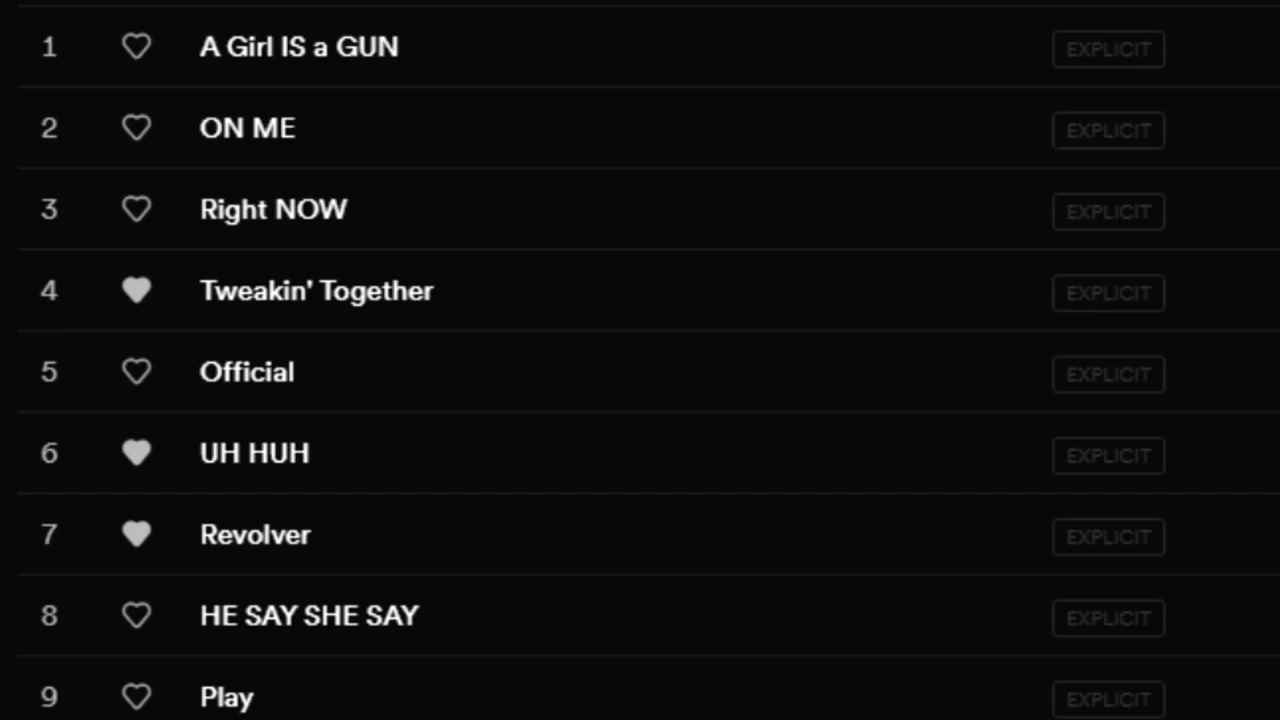 1 A Girl IS a GUN EXPLICIT
2 ON ME EXPLICIT
3 Right NOW EXPLICIT
4 Tweakin' Together EXPLICIT
5 Official EXPLICIT
6 UH HUH EXPLICIT
7 Revolver EXPLICIT
8 HE SAY SHE SAY EXPLICIT
9 Play EXPLICIT